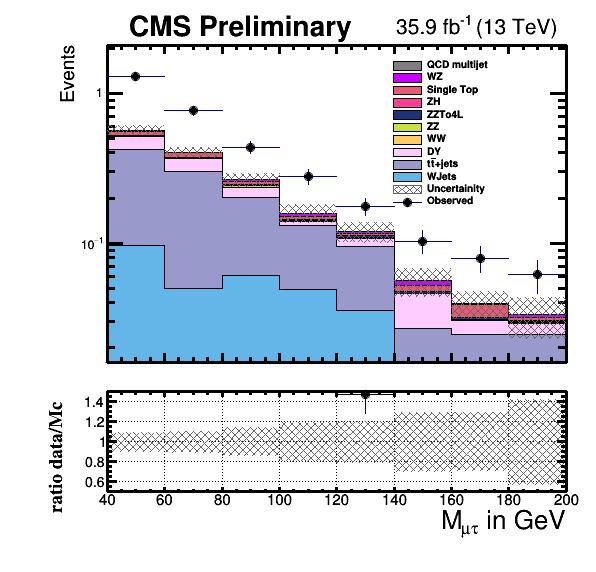 CMS Preliminary 35.9 fb⁻¹ (13 TeV)
Events
1
10⁻¹
QCD multijet
WZ
Single Top
ZH
ZZTo4L
ZZ
WW
DY
tt̄+jets
WJets
Uncertainity
Observed
ratio data/Mc
1.4
1.2
1
0.8
0.6
40 60 80 100 120 140 160 180 200
M_μτ in GeV